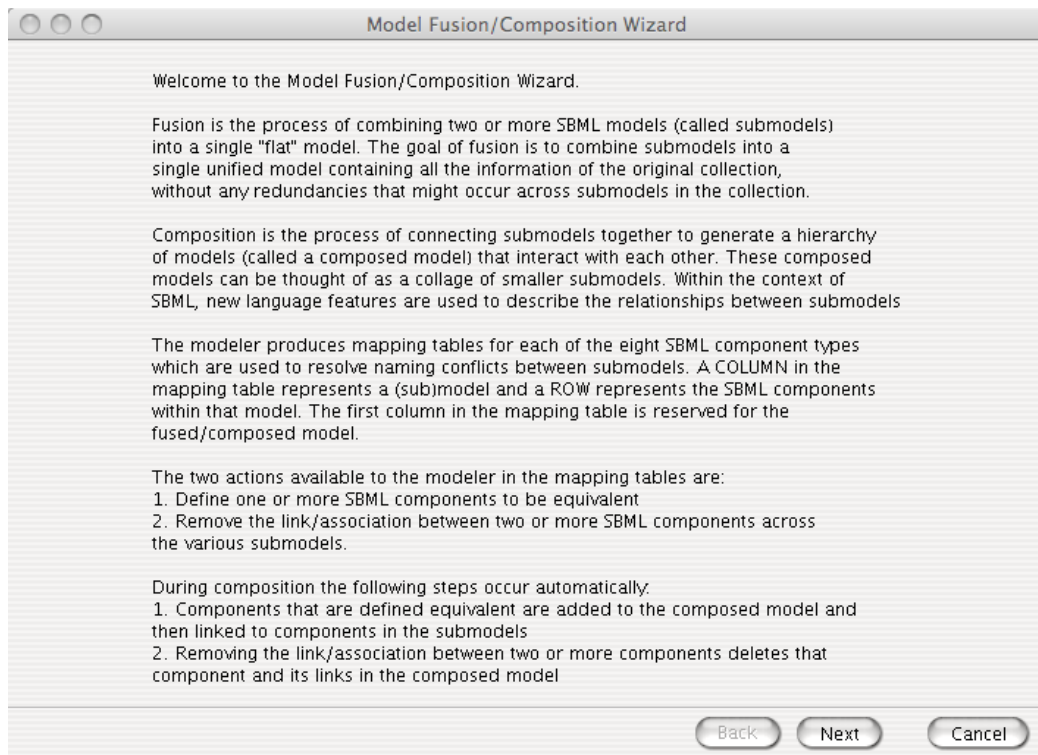 Model Fusion/Composition Wizard
Welcome to the Model Fusion/Composition Wizard.
Fusion is the process of combining two or more SBML models (called submodels)
into a single "flat" model. The goal of fusion is to combine submodels into a
single unified model containing all the information of the original collection,
without any redundancies that might occur across submodels in the collection.
Composition is the process of connecting submodels together to generate a hierarchy
of models (called a composed model) that interact with each other. These composed
models can be thought of as a collage of smaller submodels. Within the context of
SBML, new language features are used to describe the relationships between submodels
The modeler produces mapping tables for each of the eight SBML component types
which are used to resolve naming conflicts between submodels. A COLUMN in the
mapping table represents a (sub)model and a ROW represents the SBML components
within that model. The first column in the mapping table is reserved for the
fused/composed model.
The two actions available to the modeler in the mapping tables are:
1. Define one or more SBML components to be equivalent
2. Remove the link/association between two or more SBML components across
the various submodels.
During composition the following steps occur automatically:
1. Components that are defined equivalent are added to the composed model and
then linked to components in the submodels
2. Removing the link/association between two or more components deletes that
component and its links in the composed model
Back Next Cancel